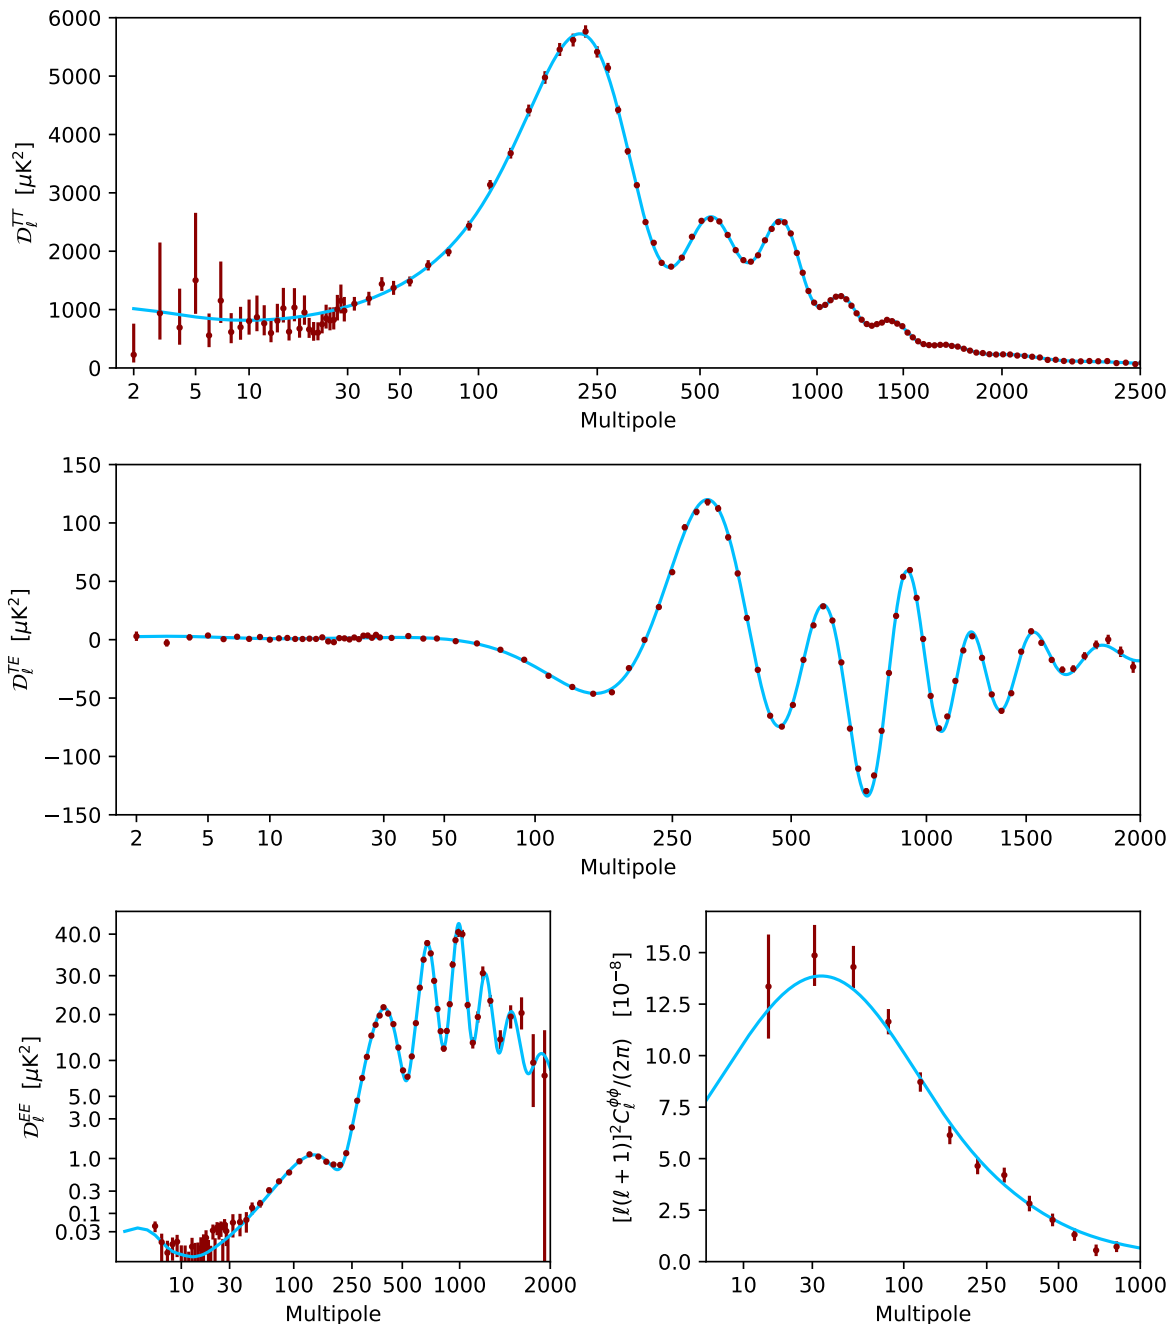 6000
5000
4000
3000
2000
1000
0
𝒟ℓ^TT [μK²]
2 5 10 30 50 100 250 500 1000 1500 2000 2500
Multipole
150
100
50
0
−50
−100
−150
𝒟ℓ^TE [μK²]
2 5 10 30 50 100 250 500 1000 1500 2000
Multipole
40.0
30.0
20.0
10.0
5.0
3.0
1.0
0.3
0.1
0.03
𝒟ℓ^EE [μK²]
10 30 100 250 500 1000 2000
Multipole
15.0
12.5
10.0
7.5
5.0
2.5
0.0
[ℓ(ℓ + 1)]²Cℓ^ϕϕ/(2π) [10⁻⁸]
10 30 100 250 500 1000
Multipole